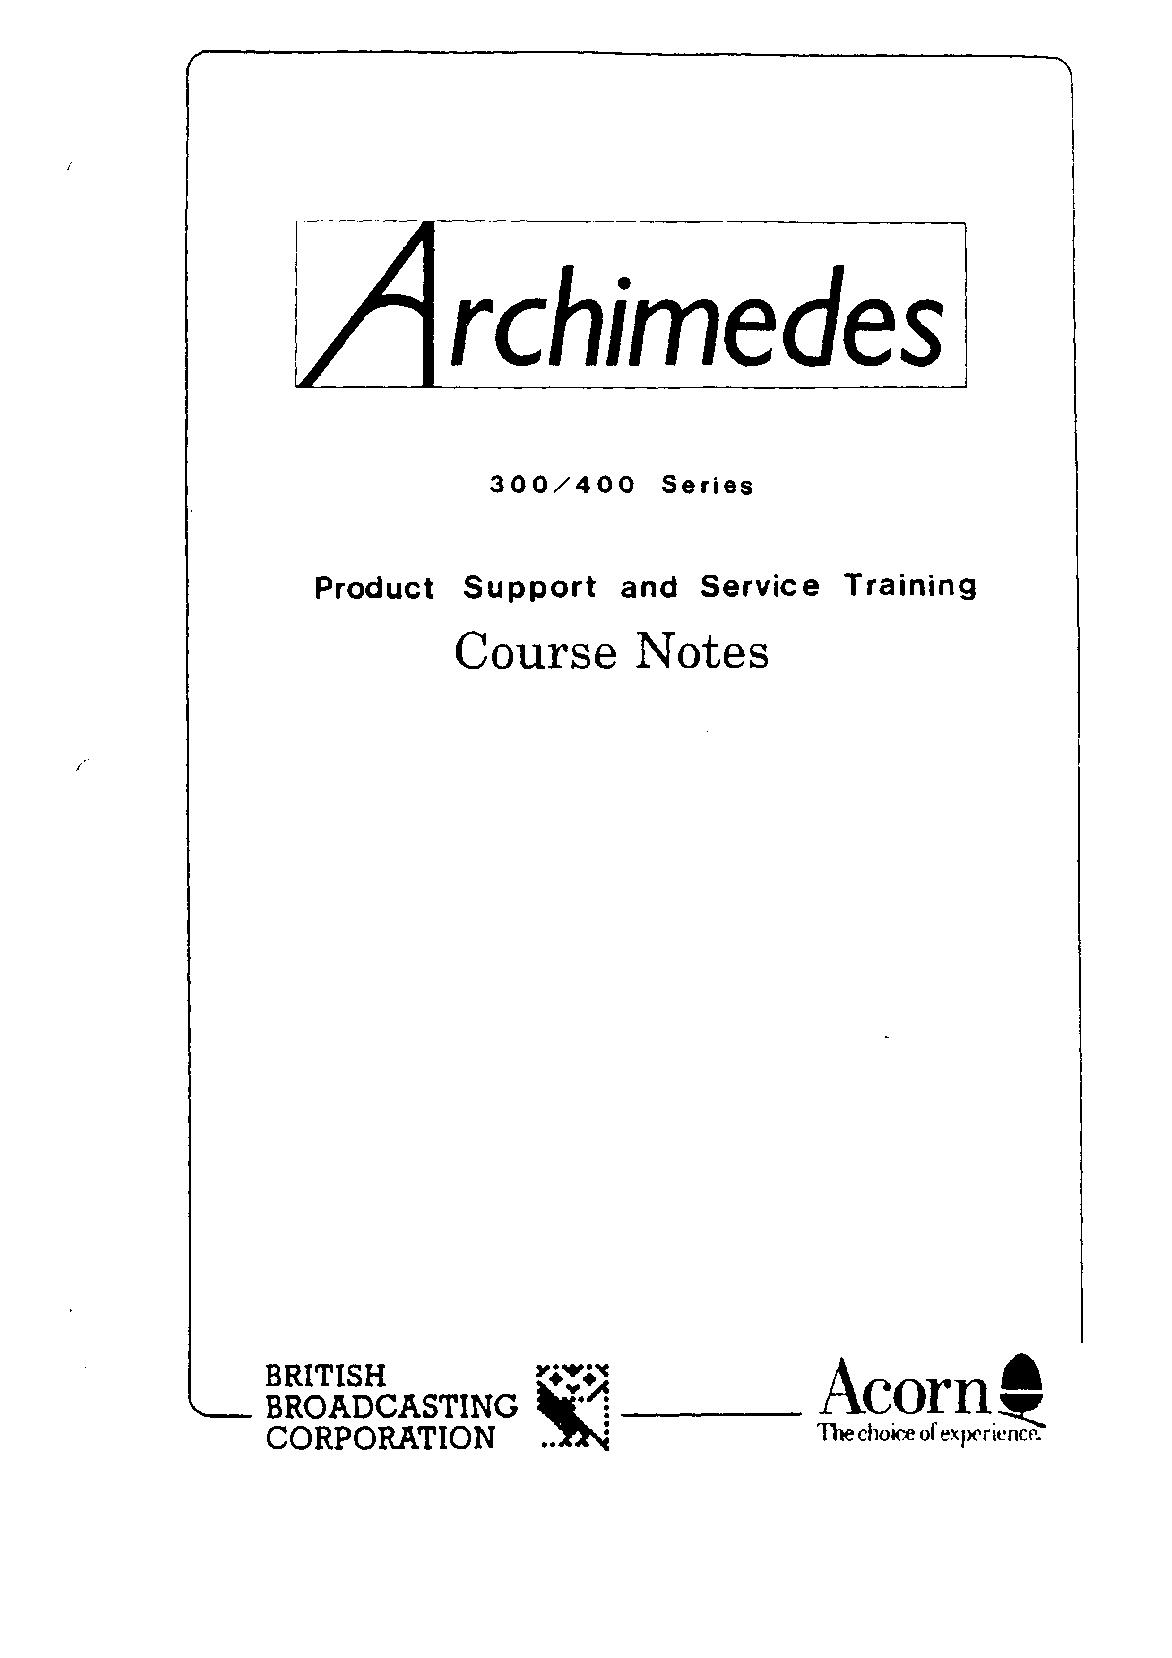 Archimedes
300/400 Series
Product Support and Service Training
Course Notes
BRITISH
BROADCASTING
CORPORATION
Acorn
The choice of experience.